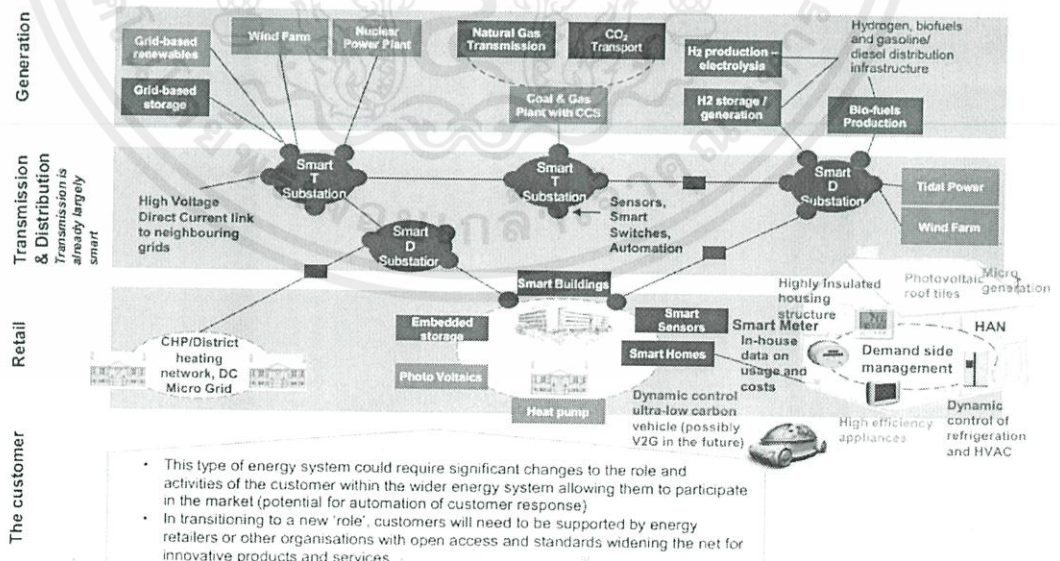 Generation
Grid-based
renewables
Wind Farm
Nuclear
Power Plant
Natural Gas
Transmission
CO₂
Transport
H2 production –
electrolysis
Hydrogen, biofuels
and gasoline/
diesel distribution
infrastructure
Grid-based
storage
Coal & Gas
Plant with CCS
H2 storage /
generation
Bio-fuels
Production
Transmission
& Distribution
Transmission is
already largely
smart
Smart
T
Substation
Smart
T
Substation
Smart
D
Substation
Tidal Power
Wind Farm
High Voltage
Direct Current link
to neighbouring
grids
Sensors,
Smart
Switches,
Automation
Smart
D
Substation
Retail
Smart Buildings
Highly Insulated
housing
structure
Photovoltaic
roof tiles
Micro
generation
Embedded
storage
Smart
Sensors
Smart Meter
In-house
data on
usage and
costs
HAN
CHP/District
heating
network, DC
Micro Grid
Smart Homes
Demand side
management
Photo Voltaics
Heat pump
Dynamic control
ultra-low carbon
vehicle (possibly
V2G in the future)
High efficiency
appliances
Dynamic
control of
refrigeration
and HVAC
The customer
• This type of energy system could require significant changes to the role and
activities of the customer within the wider energy system allowing them to participate
in the market (potential for automation of customer response)
• In transitioning to a new 'role', customers will need to be supported by energy
retailers or other organisations with open access and standards widening the net for
innovative products and services